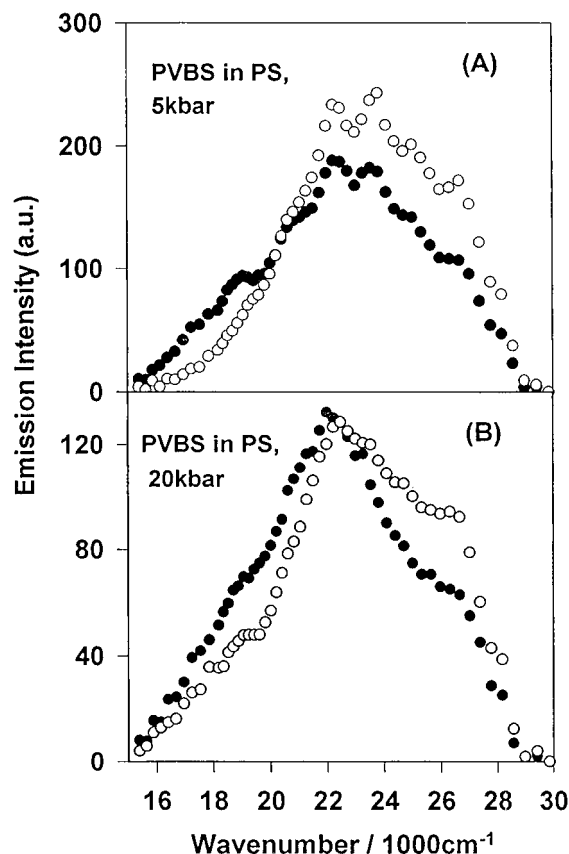 300
PVBS in PS,
5kbar
(A)
200
100
0
PVBS in PS,
20kbar
(B)
120
80
40
0
Emission Intensity (a.u.)
16 18 20 22 24 26 28 30
Wavenumber / 1000cm⁻¹